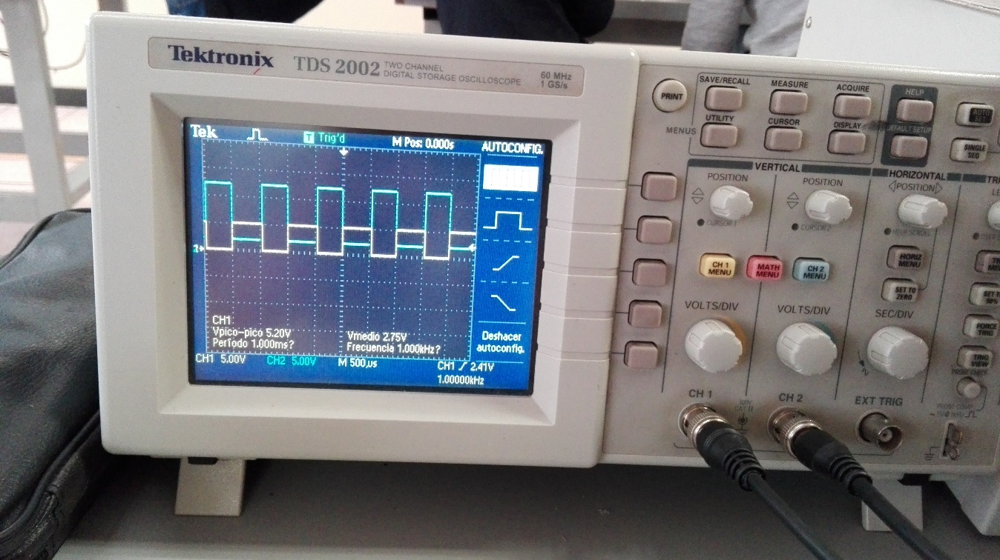 Tektronix
TDS 2002
TWO CHANNEL
DIGITAL STORAGE OSCILLOSCOPE
60 MHz
1 GS/s
Tek
T Trig'd
M Pos: 0.000s
AUTOCONFIG.
1
CH1
Vpico-pico 5.20V
Período 1.000ms?
Vmedio 2.75V
Frecuencia 1.000kHz?
Deshacer
autoconfig.
CH1 5.00V
CH2 5.00V
M 500µs
CH1 2.41V
1.00000kHz
PRINT
SAVE/RECALL
MEASURE
ACQUIRE
HELP
AUTO
SET
MENUS
UTILITY
CURSOR
DISPLAY
DEFAULT SETUP
SINGLE
SEQ
VERTICAL
HORIZONTAL
POSITION
CURSOR 1
POSITION
CURSOR 2
POSITION
HELP SCROLL
CH 1
MENU
MATH
MENU
CH 2
MENU
HORIZ
MENU
SET TO
ZERO
FORCE
TRIG
TRIG
VIEW
PROBE CHECK
VOLTS/DIV
VOLTS/DIV
SEC/DIV
CH 1
CH 2
EXT TRIG
PROBE COMP